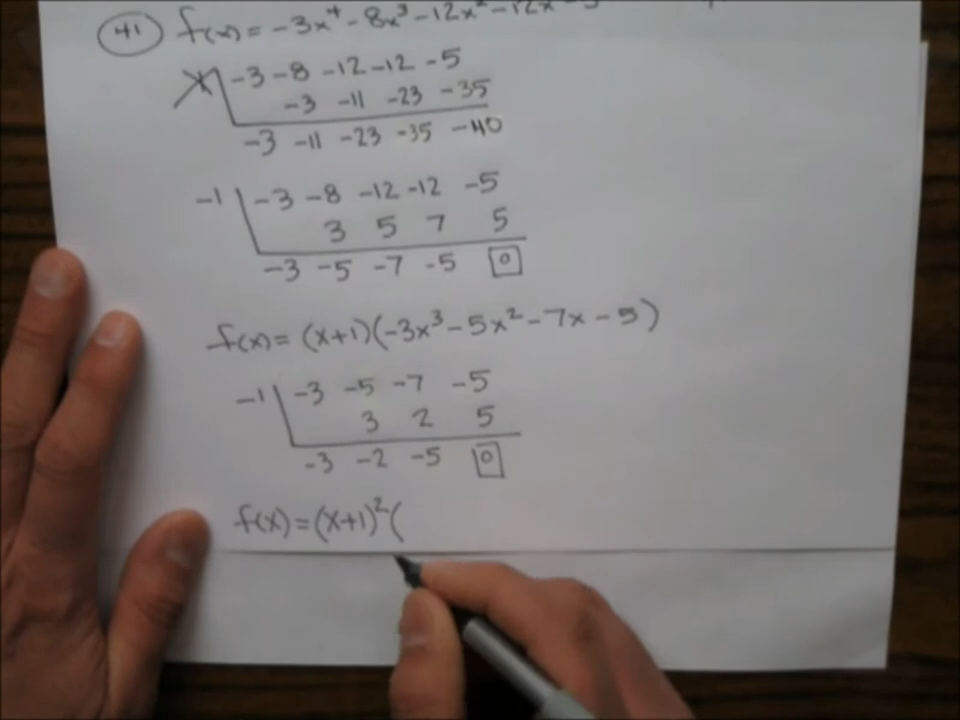 41 f(x) = -3x⁴ - 8x³ - 12x² - 12x - 5
1 -3 -8 -12 -12 -5
-3 -11 -23 -35
-3 -11 -23 -35 -40
-1 -3 -8 -12 -12 -5
3 5 7 5
-3 -5 -7 -5 0
f(x) = (x+1)(-3x³ - 5x² - 7x - 5)
-1 -3 -5 -7 -5
3 2 5
-3 -2 -5 0
f(x) = (x+1)²(